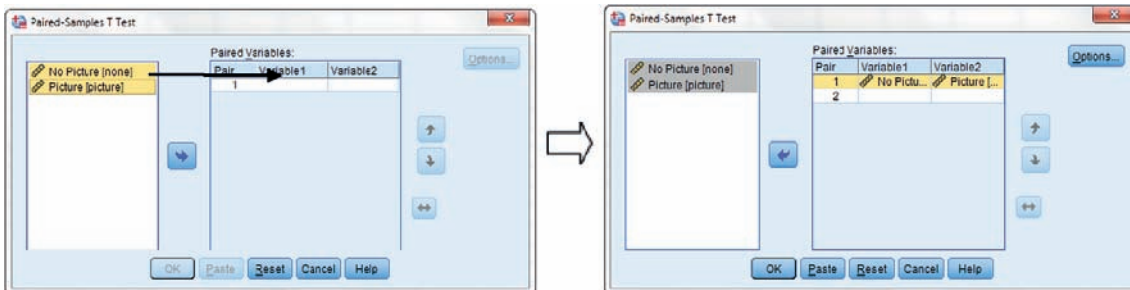 Paired-Samples T Test
Paired Variables:
Options...
No Picture [none]
Picture [picture]
Pair Variable1 Variable2
1
OK Paste Reset Cancel Help
Paired-Samples T Test
Paired Variables:
Options...
No Picture [none]
Picture [picture]
Pair Variable1 Variable2
1 No Pictu... Picture [...
2
OK Paste Reset Cancel Help